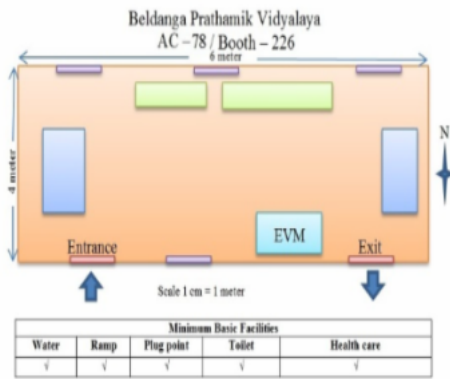 Beldanga Prathamik Vidyalaya
AC – 78 / Booth – 226
6 meter
4 meter
N
EVM
Entrance
Exit
Scale 1 cm = 1 meter
Minimum Basic Facilities
Water Ramp Plug point Toilet Health care
√ √ √ √ √